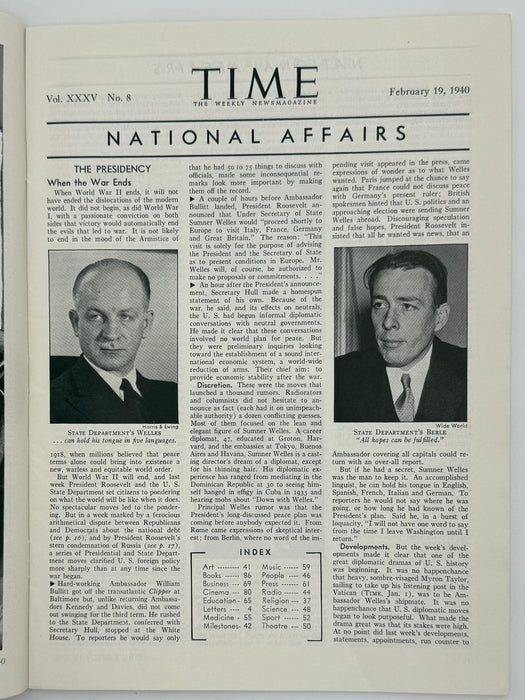 TIME
THE WEEKLY NEWSMAGAZINE
Vol. XXXV No. 8
February 19, 1940
NATIONAL AFFAIRS
THE PRESIDENCY
When the War Ends
When World War II ends, it will not
have ended the dislocations of the modern
world. It did not begin, as did World War
I, with a passionate conviction on both
sides that victory would automatically end
the evils that led to war. It is not likely
to end in the mood of the Armistice of
Harris & Ewing
STATE DEPARTMENT'S WELLES
. . . can hold his tongue in five languages.
1918, when millions believed that peace
terms alone could bring into existence a
new, warless and equitable world order.
But World War II will end, and last
week President Roosevelt and the U. S.
State Department set citizens to pondering
on what the world will be like when it does.
No spectacular moves led to the ponder-
ing. But in a week marked by a ferocious
arithmetical dispute between Republicans
and Democrats about the national debt
(see p. 16), and by President Roosevelt's
stern condemnation of Russia (see p. 17),
a series of Presidential and State Depart-
ment moves clarified U. S. foreign policy
more sharply than at any time since the
war began.
▶ Hard-working Ambassador William
Bullitt got off the transatlantic Clipper at
Baltimore but, unlike returning Ambassa-
dors Kennedy and Davies, did not come
out swinging for the third term. He rushed
to the State Department, conferred with
Secretary Hull, stopped at the White
House. To reporters he would say only
that he had 50 to 75 things to discuss with
officials, made some inconsequential re-
marks look more important by making
them off the record.
▶ A couple of hours before Ambassador
Bullitt landed, President Roosevelt an-
nounced that Under Secretary of State
Sumner Welles would "proceed shortly to
Europe to visit Italy, France, Germany
and Great Britain." The reason: "This
visit is solely for the purpose of advising
the President and the Secretary of State
as to present conditions in Europe. Mr.
Welles will, of course, be authorized to
make no proposals or commitments. . . ."
▶ An hour after the President's announce-
ment, Secretary Hull made a homespun
statement of his own. Because of the
war, he said, and its effects on neutrals,
the U. S. had begun informal diplomatic
conversations with neutral governments.
He made it clear that these conversations
involved no world plan for peace. But
they were preliminary inquiries looking
toward the establishment of a sound inter-
national economic system, a world-wide
reduction of arms. Their chief aim: to
provide economic stability after the war.
Discretion. These were the moves that
launched a thousand rumors. Radiorators
and columnists did not hesitate to an-
nounce as fact (each had it on unimpeach-
able authority) a dozen conflicting guesses.
Most of them focused on the lean and
elegant figure of Sumner Welles. A career
diplomat, 47, educated at Groton, Har-
vard, and the embassies at Tokyo, Buenos
Aires and Havana, Sumner Welles is a cast-
ing director's dream of a diplomat, except
for his thinning hair. His diplomatic ex-
perience has ranged from mediating in the
Dominican Republic at 30 to seeing him-
self hanged in effigy in Cuba in 1933 and
hearing mobs shout "Down with Welles."
Principal Welles rumor was that the
President's long-discussed peace plan was
coming before anybody expected it. From
Rome came expressions of skeptical inter-
est; from Berlin, where no word of the im-
INDEX
Art 41 Music 59
Books 86 People 46
Business 69 Press 61
Cinema 80 Radio 44
Education 65 Religion 37
Letters 4 Science 48
Medicine 55 Sport 52
Milestones 42 Theatre 50
pending visit appeared in the press, came
expressions of wonder as to what Welles
wanted. Paris jumped at the chance to say
again that France could not discuss peace
with Germany's present ruler; British
spokesmen hinted that U. S. politics and an
approaching election were sending Sumner
Welles abroad. Discouraging speculation
and false hopes, President Roosevelt in-
sisted that all he wanted was news, that an
Wide World
STATE DEPARTMENT'S BERLE
"All hopes can be fulfilled."
Ambassador covering all capitals could re-
turn with an over-all report.
But if he had a secret, Sumner Welles
was the man to keep it. An accomplished
linguist, he can hold his tongue in English,
Spanish, French, Italian and German. To
reporters he would not say where he was
going, or how long he had known of the
President's plan. Said he, in a burst of
loquacity, "I will not have one word to say
from the time I leave Washington until I
return."
Developments. But the week's devel-
opments made it clear that one of the
great diplomatic dramas of U. S. history
was beginning. It was no happenchance
that heavy, sombre-visaged Myron Taylor,
sailing to take up his listening post in the
Vatican (TIME, Jan. 1), was to be Am-
bassador Welles's shipmate. It was no
happenchance that U. S. diplomatic moves
began to look purposeful. What made the
drama great was that its stakes were high.
At no point did last week's developments,
statements, appointments, run counter to